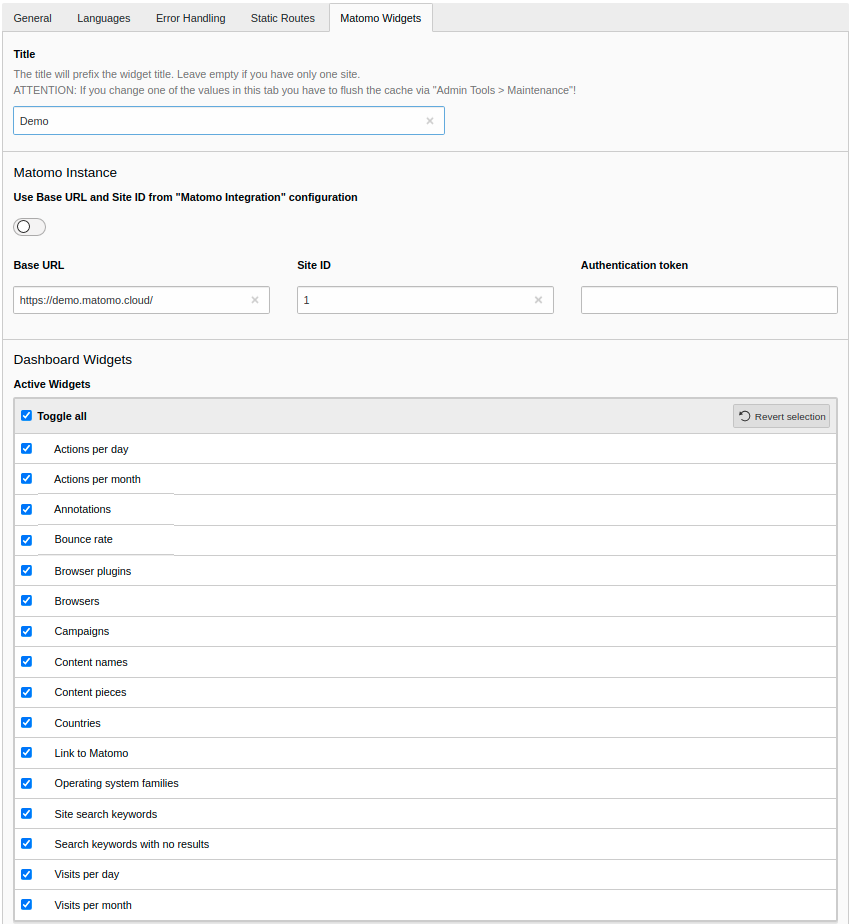 General Languages Error Handling Static Routes Matomo Widgets
Title
The title will prefix the widget title. Leave empty if you have only one site.
ATTENTION: If you change one of the values in this tab you have to flush the cache via "Admin Tools > Maintenance"!
Demo
Matomo Instance
Use Base URL and Site ID from "Matomo Integration" configuration
Base URL Site ID Authentication token
https://demo.matomo.cloud/ 1
Dashboard Widgets
Active Widgets
Toggle all Revert selection
Actions per day
Actions per month
Annotations
Bounce rate
Browser plugins
Browsers
Campaigns
Content names
Content pieces
Countries
Link to Matomo
Operating system families
Site search keywords
Search keywords with no results
Visits per day
Visits per month